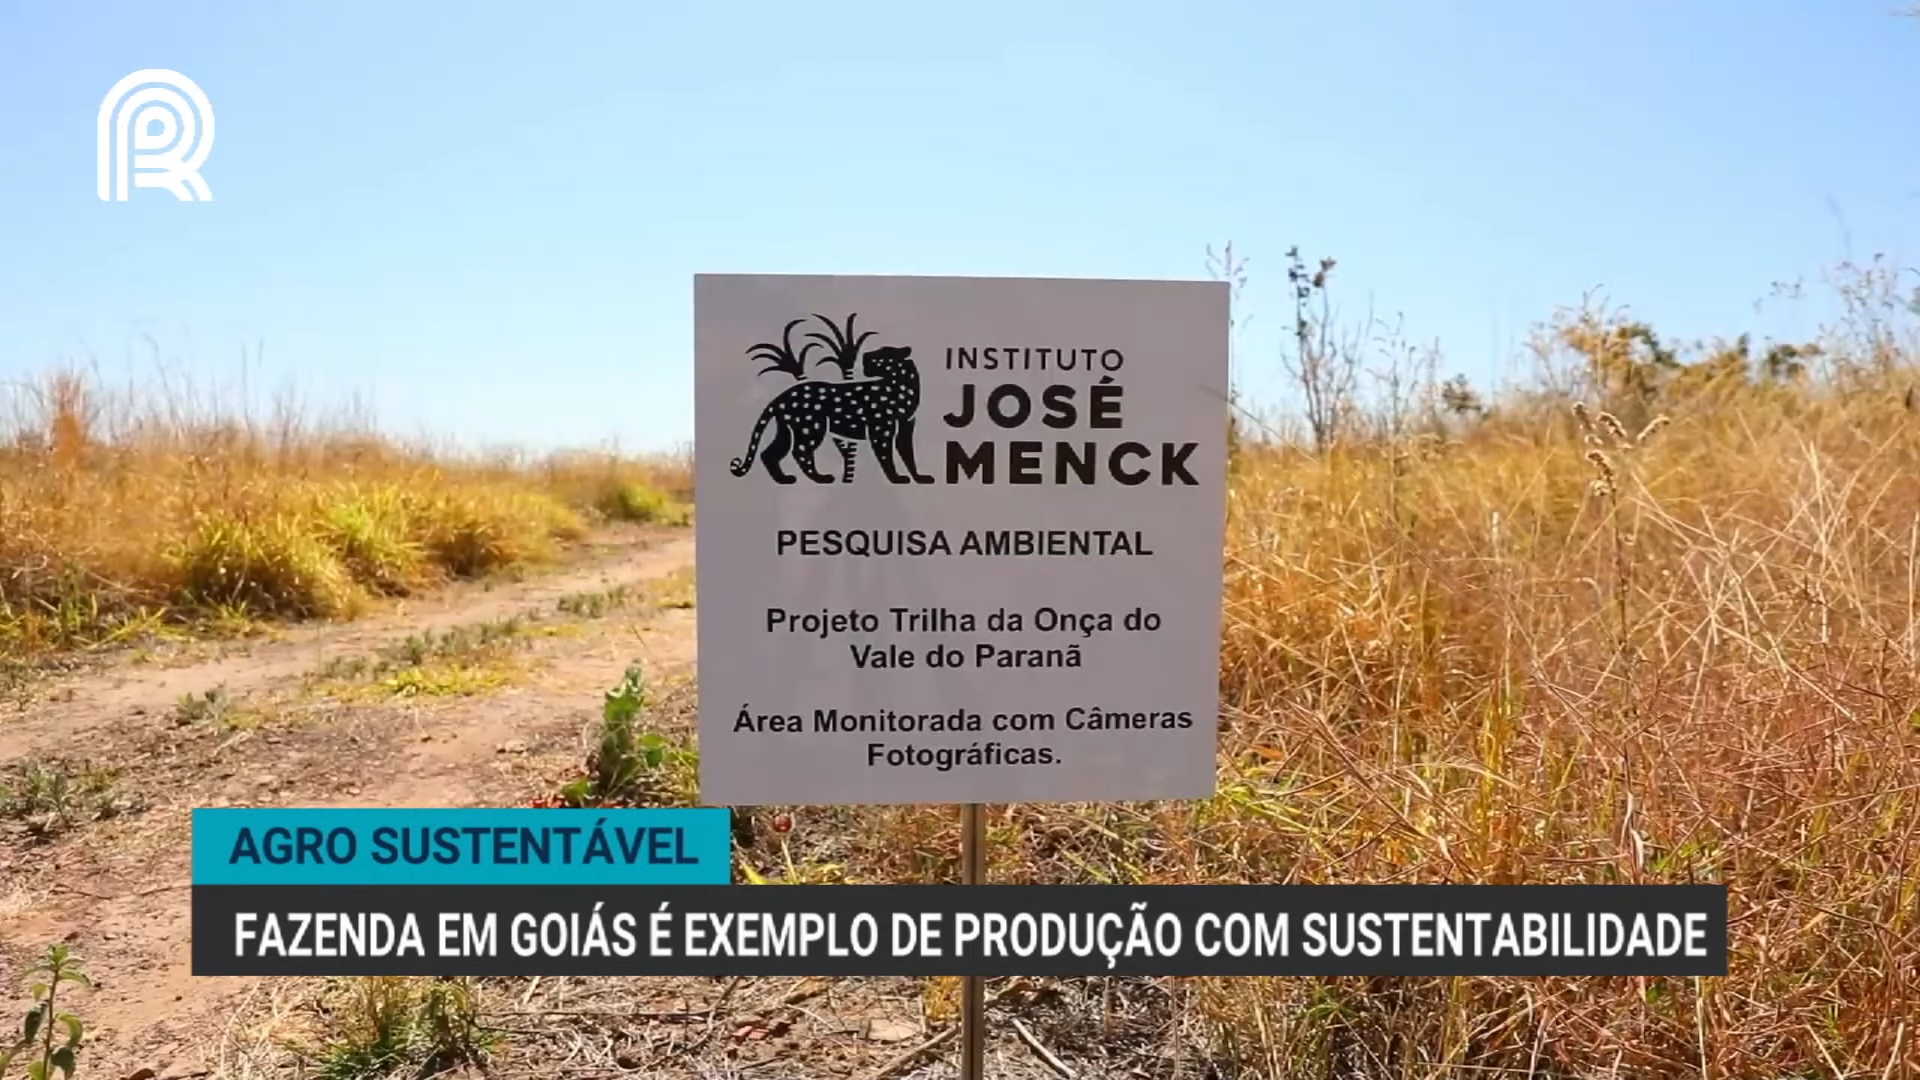 INSTITUTO
JOSÉ
MENCK
PESQUISA AMBIENTAL
Projeto Trilha da Onça do
Vale do Paranã
Área Monitorada com Câmeras
Fotográficas.
AGRO SUSTENTÁVEL
FAZENDA EM GOIÁS É EXEMPLO DE PRODUÇÃO COM SUSTENTABILIDADE